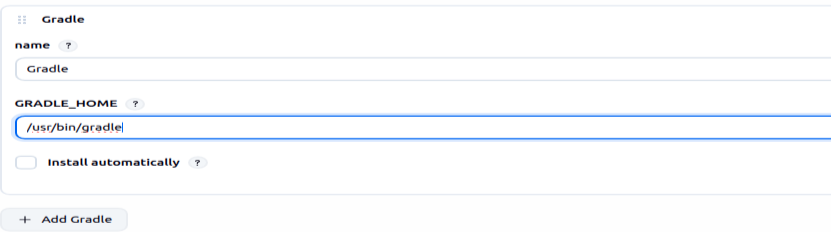 Gradle
name ?
Gradle
GRADLE_HOME ?
/usr/bin/gradle
Install automatically ?
+ Add Gradle